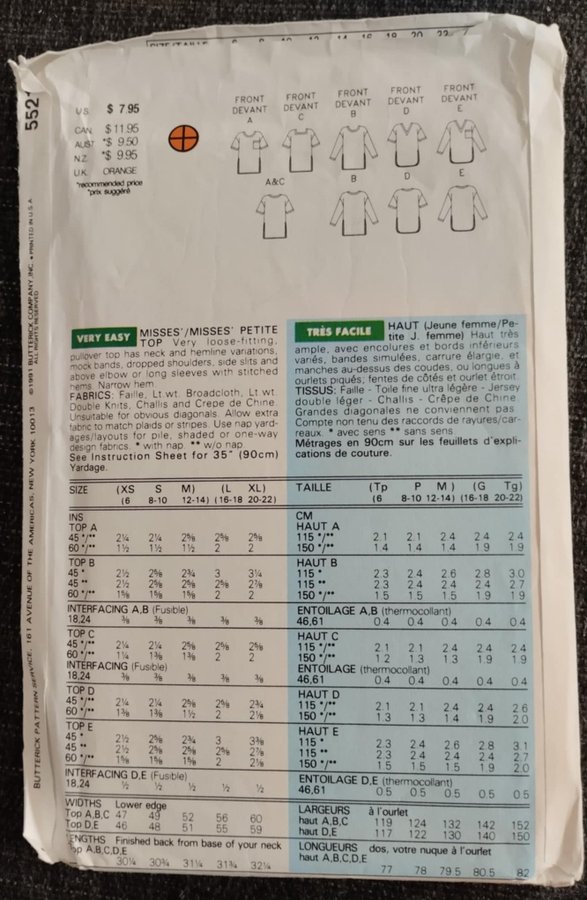 5521
U.S. $ 7.95
CAN. $ 11.95
AUST. *$ 9.50
N.Z. *$ 9.95
U.K. ORANGE
*recommended price
*prix suggéré
FRONT DEVANT A
FRONT DEVANT C
FRONT DEVANT B
FRONT DEVANT D
FRONT DEVANT E
A&C B D E
©1991 BUTTERICK COMPANY, INC. • PRINTED IN U.S.A.
ALL RIGHTS RESERVED
BUTTERICK PATTERN SERVICE, 161 AVENUE OF THE AMERICAS, NEW YORK 10013
VERY EASY MISSES'/MISSES' PETITE
TOP Very loose-fitting,
pullover top has neck and hemline variations,
mock bands, dropped shoulders, side slits and
above elbow or long sleeves with stitched
hems. Narrow hem.
FABRICS: Faille, Lt. wt. Broadcloth, Lt. wt.
Double Knits, Challis and Crepe de Chine.
Unsuitable for obvious diagonals. Allow extra
fabric to match plaids or stripes. Use nap yard-
ages/layouts for pile, shaded or one-way
design fabrics. * with nap. ** w/o nap.
See Instruction Sheet for 35" (90cm)
Yardage.
TRÈS FACILE HAUT (Jeune femme/Pe-
tite J. femme) Haut très
ample, avec encolures et bords inférieurs
variés, bandes simulées, carrure élargie, et
manches au-dessus des coudes, ou longues à
ourlets piqués, fentes de côtés et ourlet étroit.
TISSUS: Faille - Toile fine ultra légère - Jersey
double léger - Challis - Crêpe de Chine
Grandes diagonales ne conviennent pas.
Compte non tenu des raccords de rayures/car-
reaux. * avec sens ** sans sens
Métrages en 90cm sur les feuillets d'expli-
cations de couture.
SIZE (XS S M) (L XL)
(6 8-10 12-14) (16-18 20-22)
INS
TOP A
45 */** 2¼ 2¼ 2⅝ 2⅝ 2⅝
60 */** 1½ 1½ 1⅝ 2 2
TOP B
45 * 2½ 2⅝ 2¾ 3 3¼
45 ** 2½ 2⅝ 2⅝ 2⅝ 2⅞
60 */** 1⅝ 1⅝ 1⅝ 2 2
INTERFACING A,B (Fusible)
18,24 ⅜ ⅜ ⅜ ⅜ ⅜
TOP C
45 */** 2¼ 2¼ 2⅝ 2⅝ 2⅝
60 */** 1¼ 1⅜ 1⅜ 2 2
INTERFACING (Fusible)
18,24 ⅜ ⅜ ⅜ ⅜ ⅜
TOP D
45 */** 2¼ 2¼ 2⅝ 2⅝ 2¾
60 */** 1⅜ 1⅜ 1½ 2 2⅛
TOP E
45 * 2½ 2⅝ 2¾ 3 3⅜
45 ** 2½ 2⅝ 2⅝ 2⅝ 2⅞
60 */** 1⅝ 1⅝ 1⅝ 2 2⅛
INTERFACING D,E (Fusible)
18,24 ½ ½ ½ ½ ½
WIDTHS Lower edge
Top A,B,C 47 49 52 56 60
Top D,E 46 48 51 55 59
LENGTHS Finished back from base of your neck
Top A,B,C,D,E
30¼ 30¾ 31¼ 31¾ 32¼
TAILLE (Tp P M) (G Tg)
(6 8-10 12-14) (16-18 20-22)
CM
HAUT A
115 */** 2.1 2.1 2.4 2.4 2.4
150 */** 1.4 1.4 1.4 1.9 1.9
HAUT B
115 * 2.3 2.4 2.6 2.8 3.0
115 ** 2.3 2.4 2.4 2.4 2.7
150 */** 1.5 1.5 1.5 1.9 1.9
ENTOILAGE A,B (thermocollant)
46,61 0.4 0.4 0.4 0.4 0.4
HAUT C
115 */** 2.1 2.1 2.4 2.4 2.4
150 */** 1.2 1.3 1.3 1.9 1.9
ENTOILAGE (thermocollant)
46,61 0.4 0.4 0.4 0.4 0.4
HAUT D
115 */** 2.1 2.1 2.4 2.4 2.6
150 */** 1.3 1.3 1.4 1.9 2.0
HAUT E
115 * 2.3 2.4 2.6 2.8 3.1
115 ** 2.3 2.4 2.4 2.4 2.7
150 */** 1.5 1.5 1.5 1.9 2.0
ENTOILAGE D,E (thermocollant)
46,61 0.5 0.5 0.5 0.5 0.5
LARGEURS à l'ourlet
haut A,B,C 119 124 132 142 152
haut D,E 117 122 130 140 150
LONGUEURS dos, votre nuque à l'ourlet
haut A,B,C,D,E
77 78 79.5 80.5 82